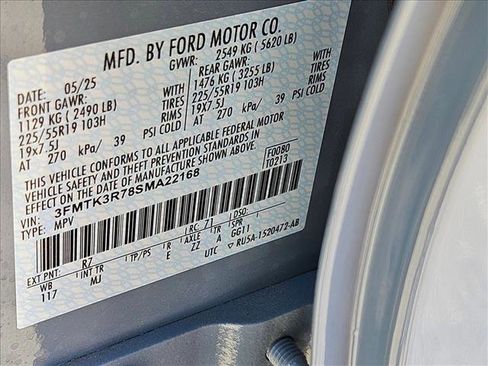 MFD. BY FORD MOTOR CO.
DATE: 05/25 GVWR: 2549 KG ( 5620 LB)
FRONT GAWR: REAR GAWR:
1129 KG ( 2490 LB) WITH 1476 KG ( 3255 LB) WITH
225/55R19 103H TIRES 225/55R19 103H TIRES
19x7.5J RIMS 19x7.5J RIMS
AT 270 kPa/ 39 PSI COLD AT 270 kPa/ 39 PSI COLD
THIS VEHICLE CONFORMS TO ALL APPLICABLE FEDERAL MOTOR
VEHICLE SAFETY AND THEFT PREVENTION STANDARDS IN
EFFECT ON THE DATE OF MANUFACTURE SHOWN ABOVE.
VIN: 3FMTK3R78SMA22168 F0080
TYPE: MPV T0213
EXT PNT: R7 RC: 71 DSO:
WB INT TR TP/PS R AXLE TR SPR
117 MJ E ZZ A GG11
UTC RU5A-1520472-AB